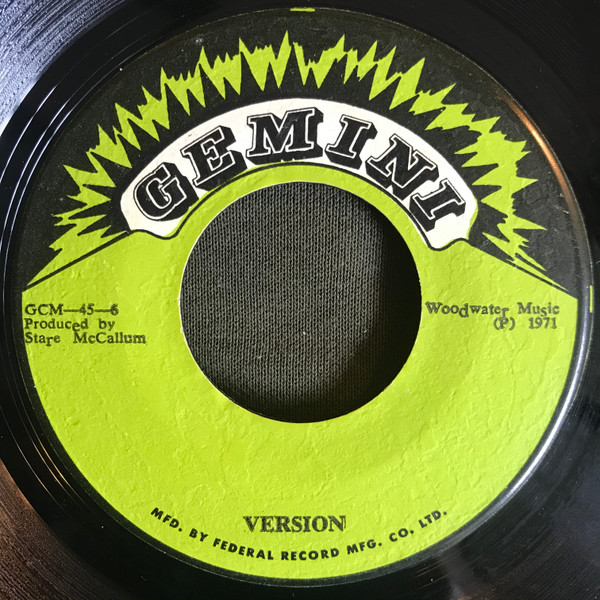 GEMINI
GCM—45—6
Produced by
Stare McCallum
Woodwater Music
(P) 1971
VERSION
MFD. BY FEDERAL RECORD MFG. CO. LTD.